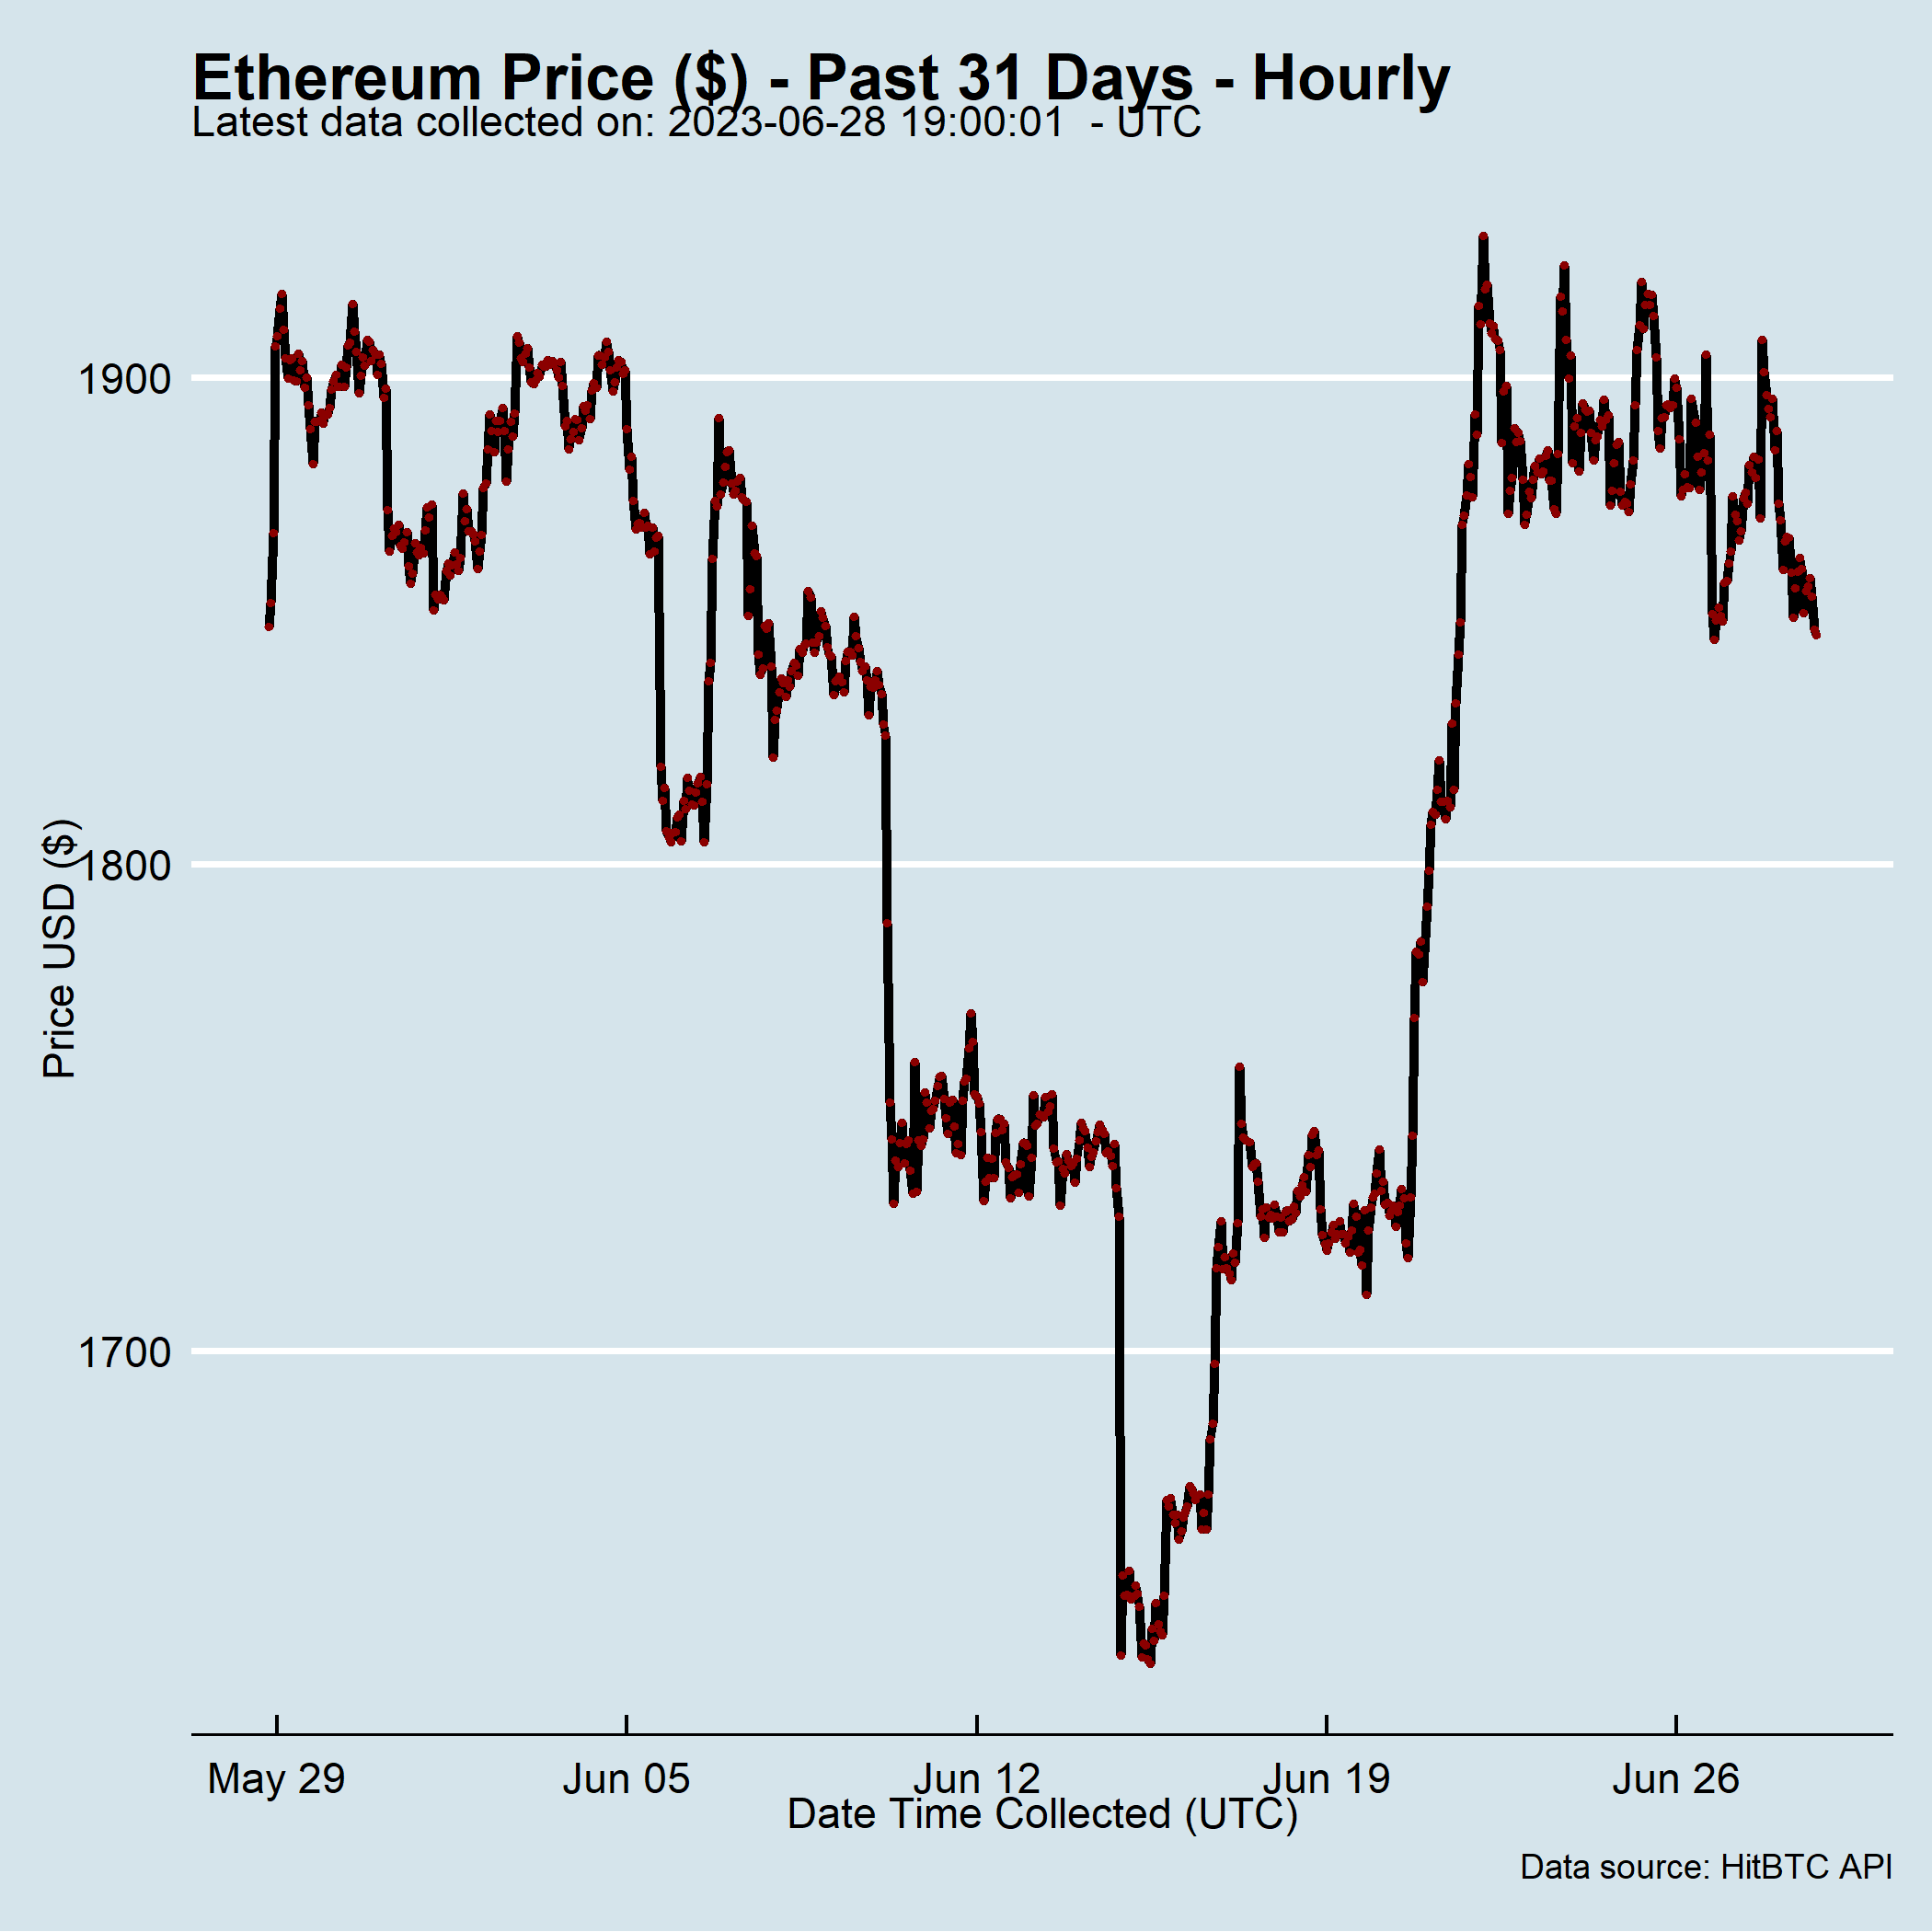 Ethereum Price ($) - Past 31 Days - Hourly
Latest data collected on: 2023-06-28 19:00:01  - UTC
Price USD ($)
1900
1800
1700
May 29 Jun 05 Jun 12 Jun 19 Jun 26
Date Time Collected (UTC)
Data source: HitBTC API